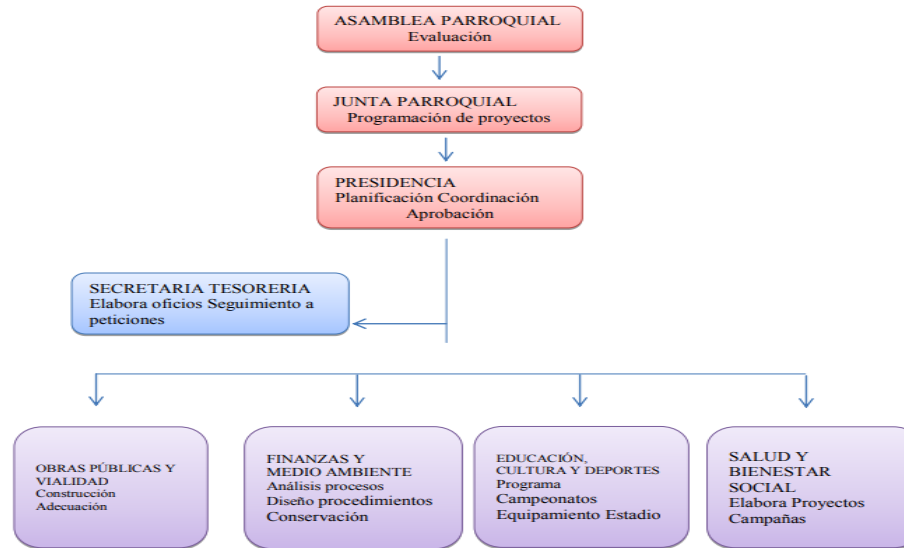 ASAMBLEA PARROQUIAL
Evaluación
JUNTA PARROQUIAL
Programación de proyectos
PRESIDENCIA
Planificación Coordinación
Aprobación
SECRETARIA TESORERIA
Elabora oficios Seguimiento a
peticiones
OBRAS PÚBLICAS Y
VIALIDAD
Construcción
Adecuación
FINANZAS Y
MEDIO AMBIENTE
Análisis procesos
Diseño procedimientos
Conservación
EDUCACIÓN,
CULTURA Y DEPORTES
Programa
Campeonatos
Equipamiento Estadio
SALUD Y
BIENESTAR
SOCIAL
Elabora Proyectos
Campañas